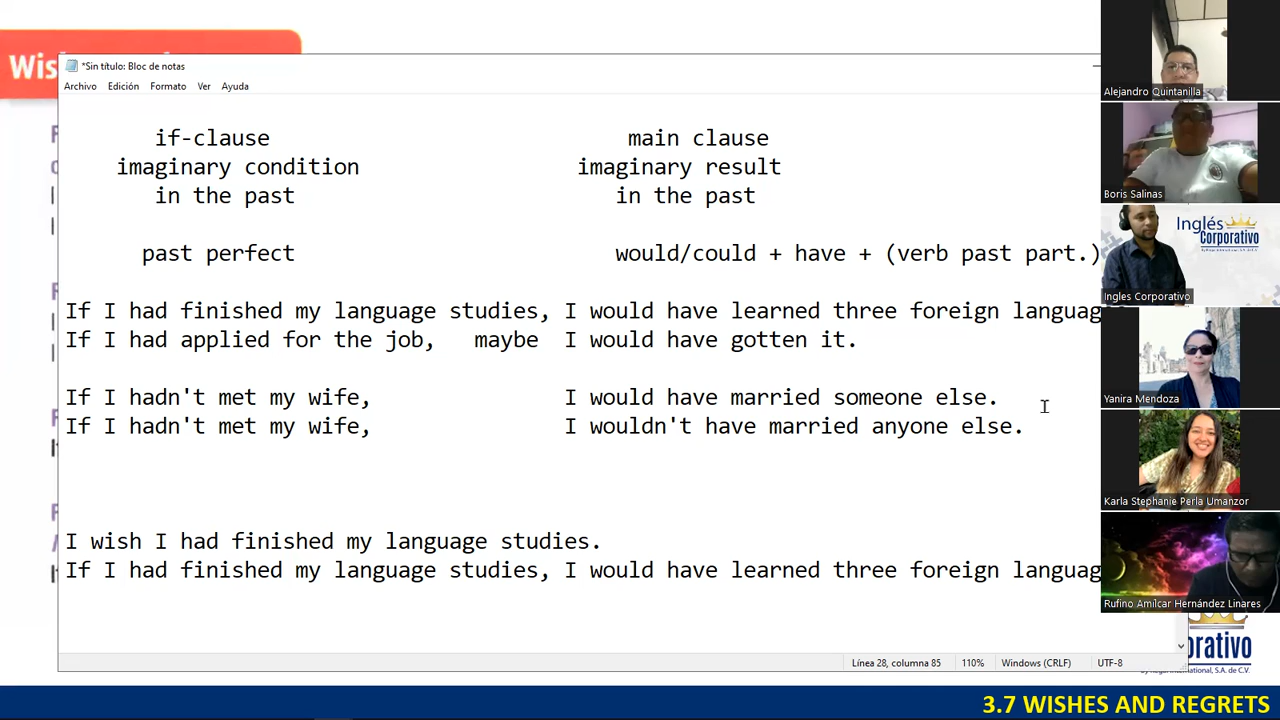 Wis
*Sin título: Bloc de notas
Archivo Edición Formato Ver Ayuda
if-clause main clause
imaginary condition imaginary result
in the past in the past
past perfect would/could + have + (verb past part.)
If I had finished my language studies, I would have learned three foreign languag
If I had applied for the job, maybe I would have gotten it.
If I hadn't met my wife, I would have married someone else.
If I hadn't met my wife, I wouldn't have married anyone else.
I wish I had finished my language studies.
If I had finished my language studies, I would have learned three foreign languag
Línea 28, columna 85 110% Windows (CRLF) UTF-8
Alejandro Quintanilla
Boris Salinas
Inglés
Corporativo
Ingles Corporativo
Yanira Mendoza
Karla Stephanie Perla Umanzor
Rufino Amílcar Hernández Linares
orativo
International, S.A. de C.V.
3.7 WISHES AND REGRETS